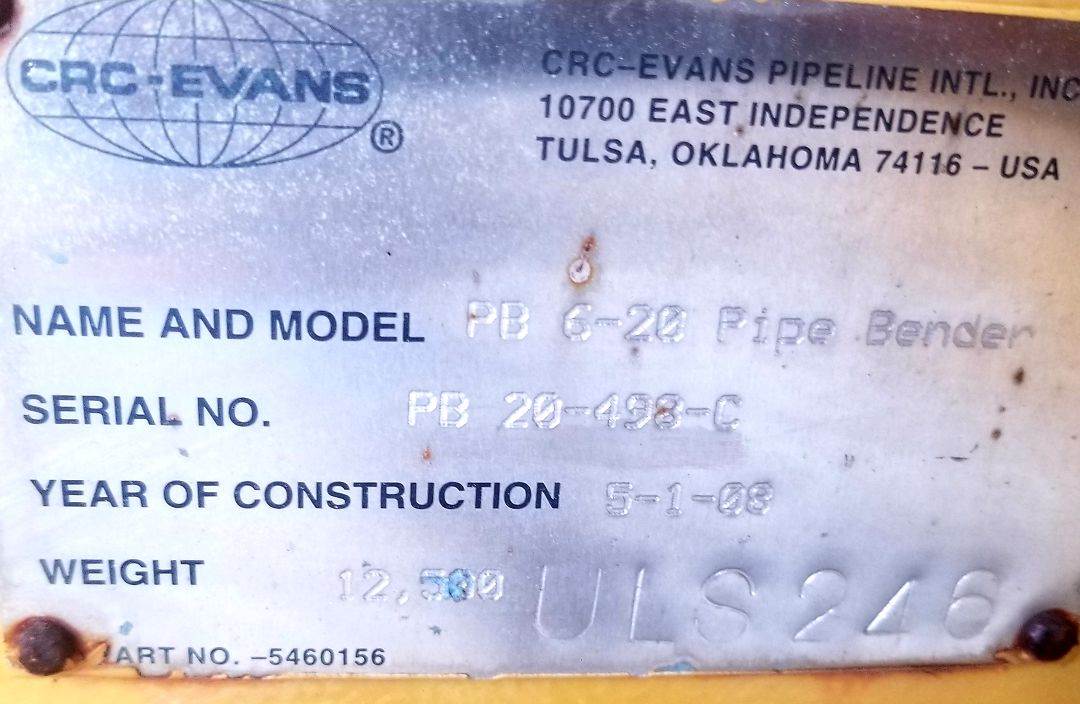 CRC-EVANS
®
CRC-EVANS PIPELINE INTL., INC
10700 EAST INDEPENDENCE
TULSA, OKLAHOMA 74116 – USA
NAME AND MODEL PB 6-20 Pipe Bender
SERIAL NO. PB 20-498-C
YEAR OF CONSTRUCTION 5-1-08
WEIGHT 12,500
ULS 246
ART NO. –5460156